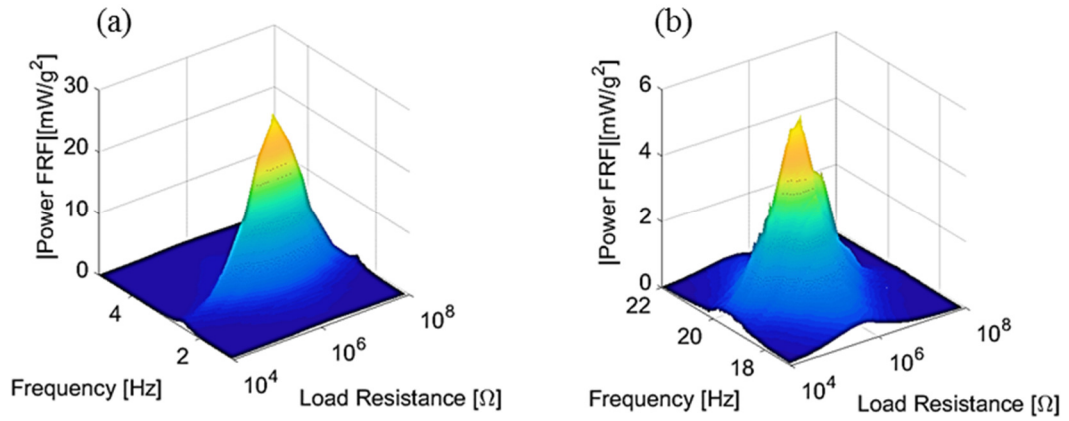 (a)
|Power FRF|[mW/g²]
30
20
10
0
4
2
Frequency [Hz]
10⁴
10⁶
10⁸
Load Resistance [Ω]
(b)
|Power FRF|[mW/g²]
6
4
2
0
22
20
18
Frequency [Hz]
10⁴
10⁶
10⁸
Load Resistance [Ω]